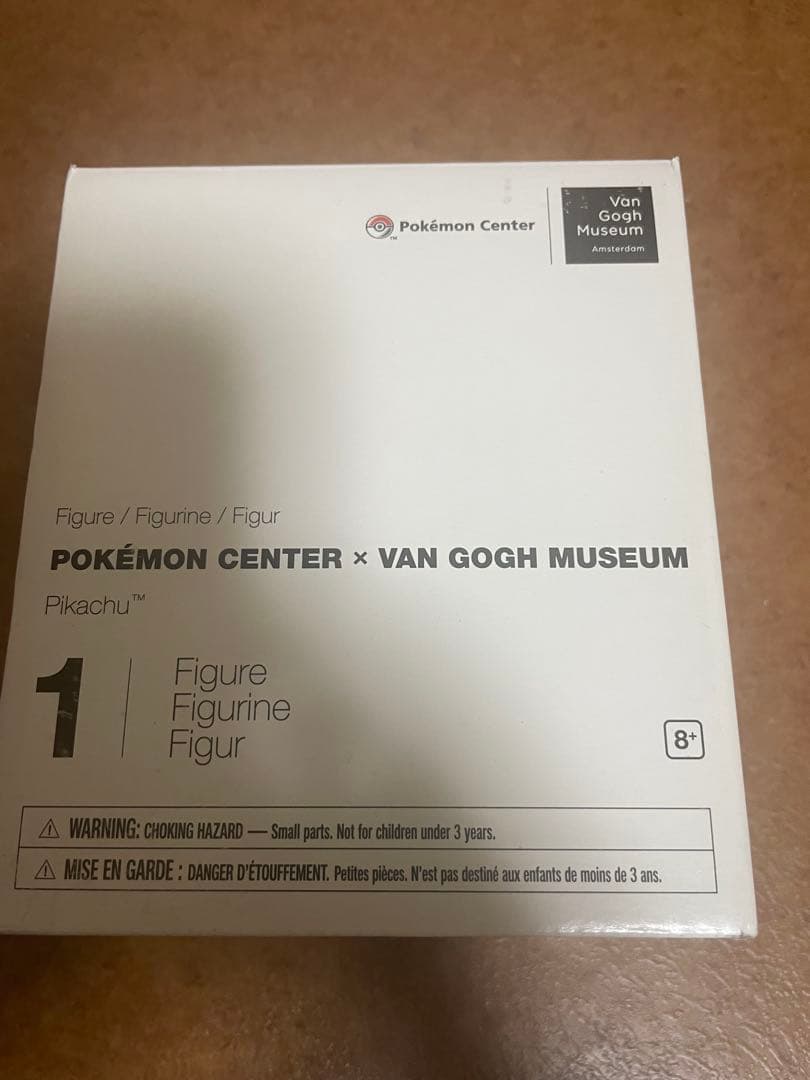 Pokémon Center
TM
Van
Gogh
Museum
Amsterdam
Figure / Figurine / Figur
POKÉMON CENTER × VAN GOGH MUSEUM
Pikachu™
1
Figure
Figurine
Figur
8+
⚠ WARNING: CHOKING HAZARD — Small parts. Not for children under 3 years.
⚠ MISE EN GARDE : DANGER D'ÉTOUFFEMENT. Petites pièces. N'est pas destiné aux enfants de moins de 3 ans.